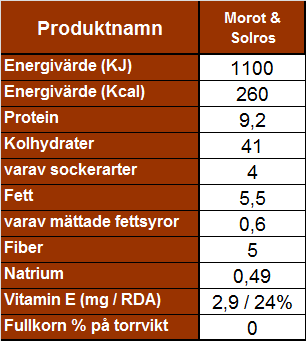 Produktnamn Morot &
Solros
Energivärde (KJ) 1100
Energivärde (Kcal) 260
Protein 9,2
Kolhydrater 41
varav sockerarter 4
Fett 5,5
varav mättade fettsyror 0,6
Fiber 5
Natrium 0,49
Vitamin E (mg / RDA) 2,9 / 24%
Fullkorn % på torrvikt 0